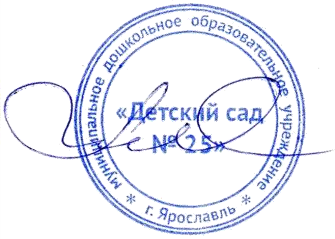 муниципальное дошкольное образовательное учреждение
«Детский сад
№ 25»
* г. Ярославль *